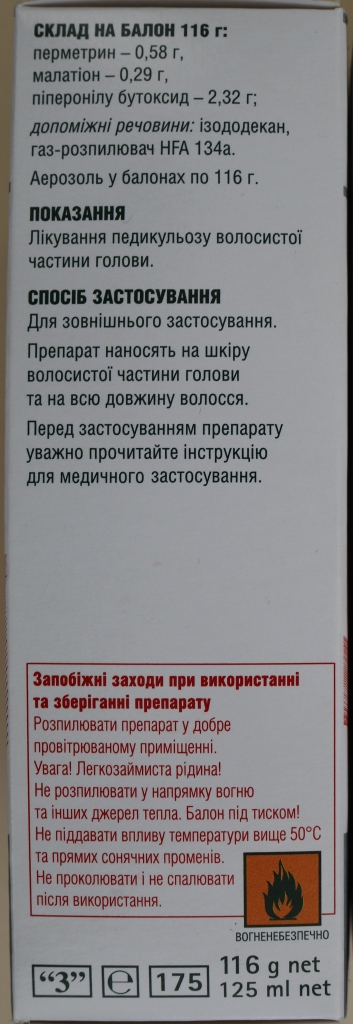 СКЛАД НА БАЛОН 116 г:
перметрин – 0,58 г,
малатіон – 0,29 г,
піперонілу бутоксид – 2,32 г;
допоміжні речовини: ізододекан,
газ-розпилювач HFA 134a.
Аерозоль у балонах по 116 г.
ПОКАЗАННЯ
Лікування педикульозу волосистої
частини голови.
СПОСІБ ЗАСТОСУВАННЯ
Для зовнішнього застосування.
Препарат наносять на шкіру
волосистої частини голови
та на всю довжину волосся.
Перед застосуванням препарату
уважно прочитайте інструкцію
для медичного застосування.
Запобіжні заходи при використанні
та зберіганні препарату
Розпилювати препарат у добре
провітрюваному приміщенні.
Увага! Легкозаймиста рідина!
Не розпилювати у напрямку вогню
та інших джерел тепла. Балон під тиском!
Не піддавати впливу температури вище 50°С
та прямих сонячних променів.
Не проколювати і не спалювати
після використання.
ВОГНЕНЕБЕЗПЕЧНО
“3” ℮ 175 116 g net
125 ml net